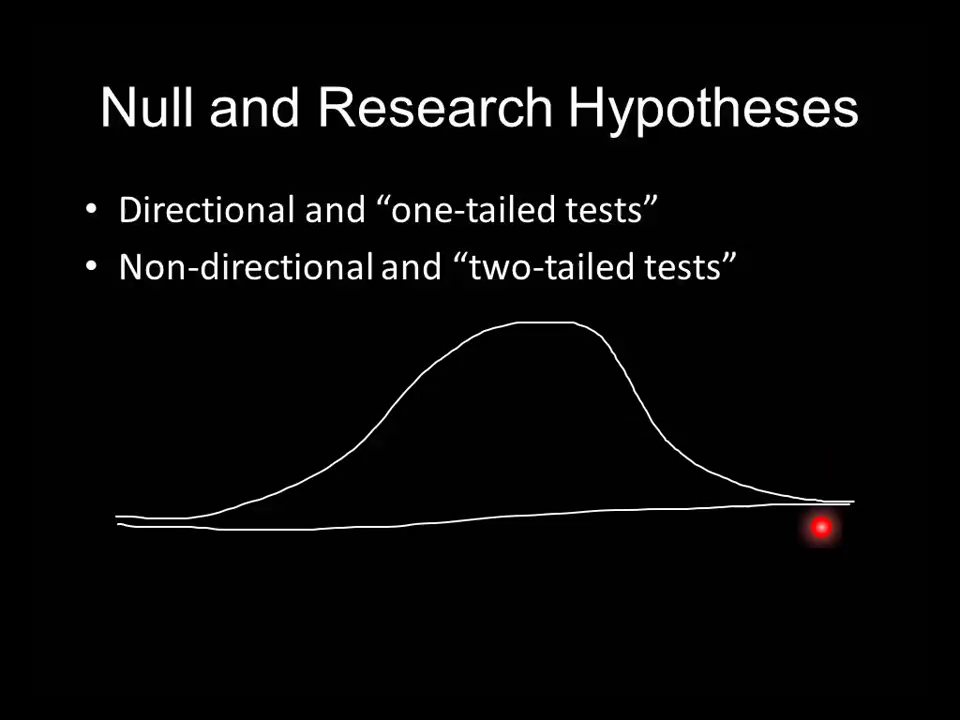 Null and Research Hypotheses
• Directional and “one-tailed tests”
• Non-directional and “two-tailed tests”